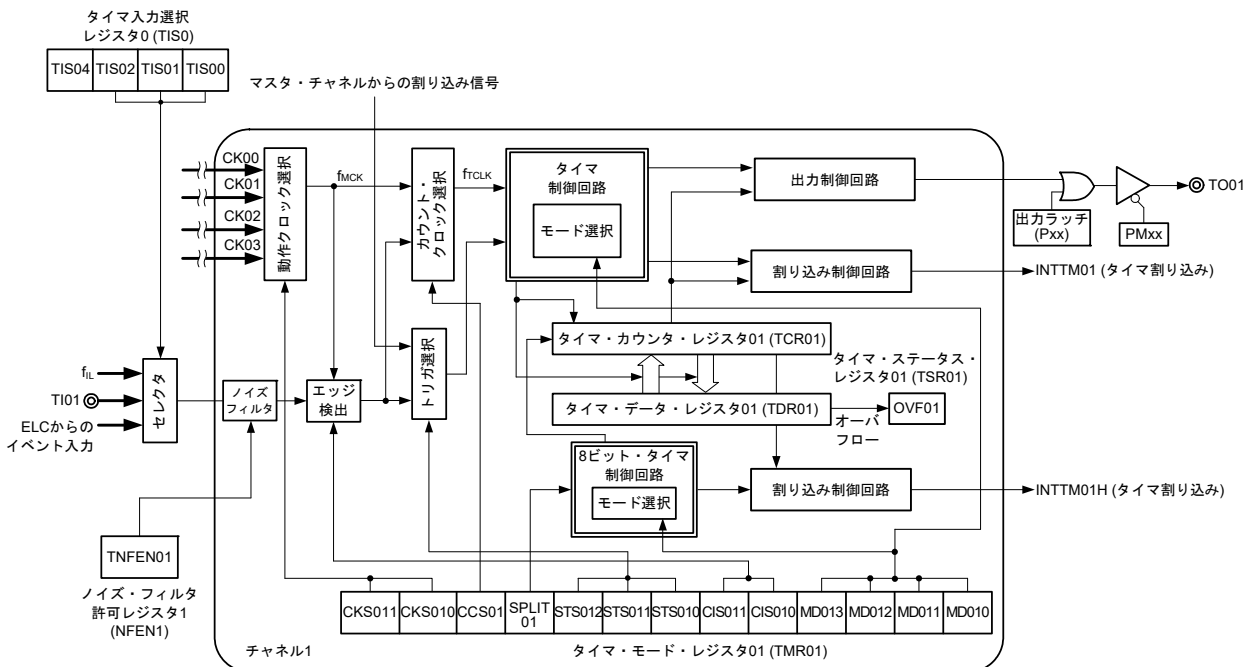 タイマ入力選択
レジスタ0 (TIS0)
TIS04 TIS02 TIS01 TIS00
マスタ・チャネルからの割り込み信号
CK00
CK01
CK02
CK03
動作クロック選択
fMCK
カウント・
クロック選択
fTCLK
タイマ
制御回路
モード選択
出力制御回路
出力ラッチ
(Pxx)
PMxx
TO01
割り込み制御回路
INTTM01 (タイマ割り込み)
トリガ選択
タイマ・カウンタ・レジスタ01 (TCR01)
タイマ・ステータス・
レジスタ01 (TSR01)
タイマ・データ・レジスタ01 (TDR01)
オーバ
フロー
OVF01
fIL
TI01
ELCからの
イベント入力
セレクタ
ノイズ
フィルタ
エッジ
検出
8ビット・タイマ
制御回路
モード選択
割り込み制御回路
INTTM01H (タイマ割り込み)
TNFEN01
ノイズ・フィルタ
許可レジスタ1
(NFEN1)
CKS011 CKS010 CCS01 SPLIT
01 STS012 STS011 STS010 CIS011 CIS010 MD013 MD012 MD011 MD010
チャネル1
タイマ・モード・レジスタ01 (TMR01)